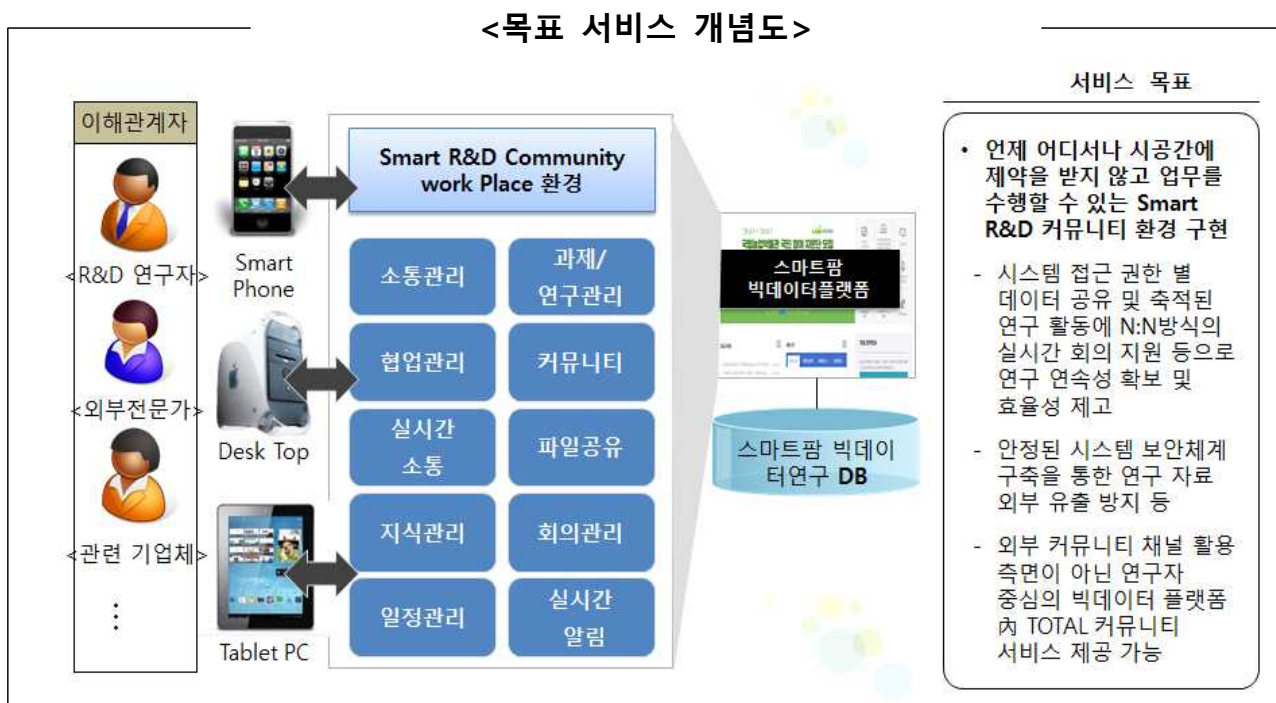 <목표 서비스 개념도>
이해관계자
<R&D 연구자>
<외부전문가>
<관련 기업체>
⋮
Smart
Phone
Desk Top
Tablet PC
Smart R&D Community
work Place 환경
소통관리
과제/
연구관리
협업관리
커뮤니티
실시간
소통
파일공유
지식관리
회의관리
일정관리
실시간
알림
스마트팜
빅데이터플랫폼
스마트팜 빅데이
터연구 DB
서비스 목표
• 언제 어디서나 시공간에
제약을 받지 않고 업무를
수행할 수 있는 Smart
R&D 커뮤니티 환경 구현
- 시스템 접근 권한 별
데이터 공유 및 축적된
연구 활동에 N:N방식의
실시간 회의 지원 등으로
연구 연속성 확보 및
효율성 제고
- 안정된 시스템 보안체계
구축을 통한 연구 자료
외부 유출 방지 등
- 외부 커뮤니티 채널 활용
측면이 아닌 연구자
중심의 빅데이터 플랫폼
內 TOTAL 커뮤니티
서비스 제공 가능